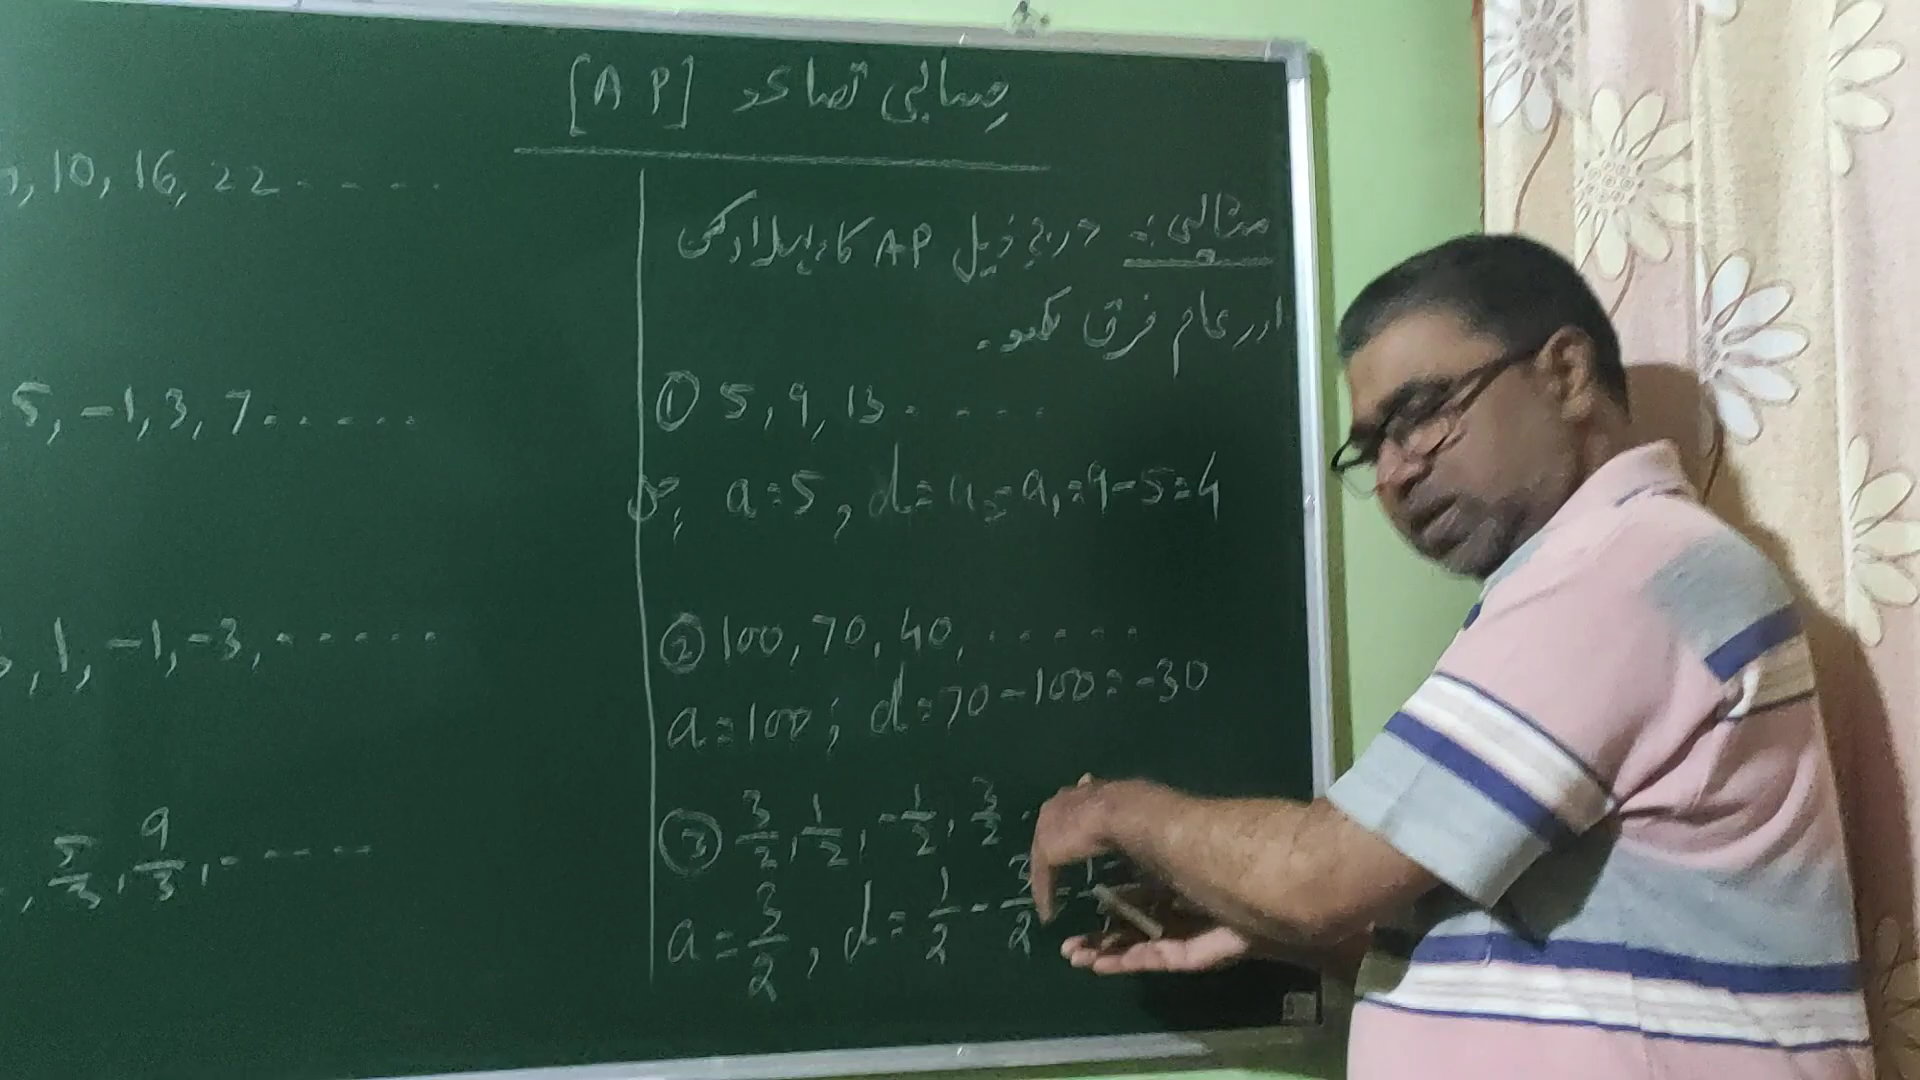 حسابی تصاعد [A P]
, 10, 16, 22 - - - -
5, -1, 3, 7 . . . . . .
, 1, -1, -3, - - - - -
, 5/3, 9/3, - - - -
مثالیں :- درج ذیل AP کا پہلا رکن
اور عام فرق لکھو۔
① 5, 9, 13 . - - - -
a = 5, d = a₂ - a₁ = 9 - 5 = 4
② 100, 70, 40, . - - - -
a = 100; d = 70 - 100 = -30
③ 3/2, 1/2, -1/2, 3/2
a = 3/2, d = 1/2 - 3/2 = 1-